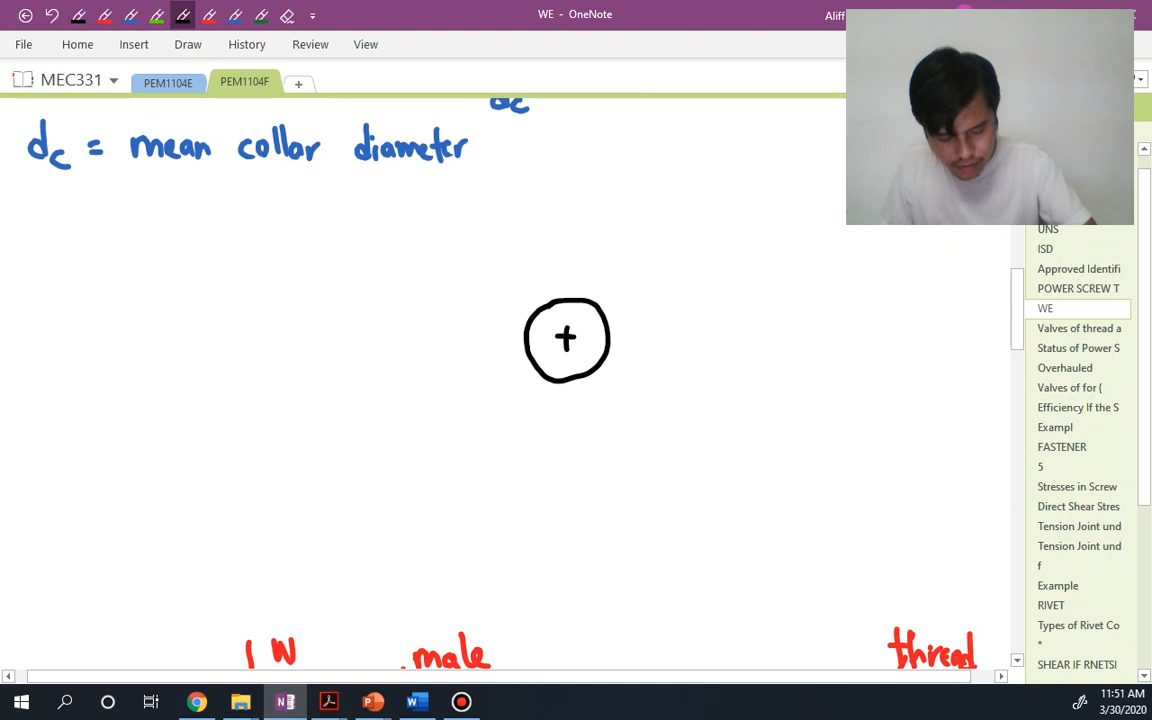 WE - OneNote
Aliff
File Home Insert Draw History Review View
MEC331 PEM1104E PEM1104F
dc
dc = mean collar diameter
+
UNS
ISD
Approved Identifi
POWER SCREW T
WE
Valves of thread a
Status of Power S
Overhauled
Valves of for {
Efficiency If the S
Exampl
FASTENER
5
Stresses in Screw
Direct Shear Stres
Tension Joint und
Tension Joint und
f
Example
RIVET
Types of Rivet Co
*
SHEAR IF RNETSI
W male thread
11:51 AM
3/30/2020